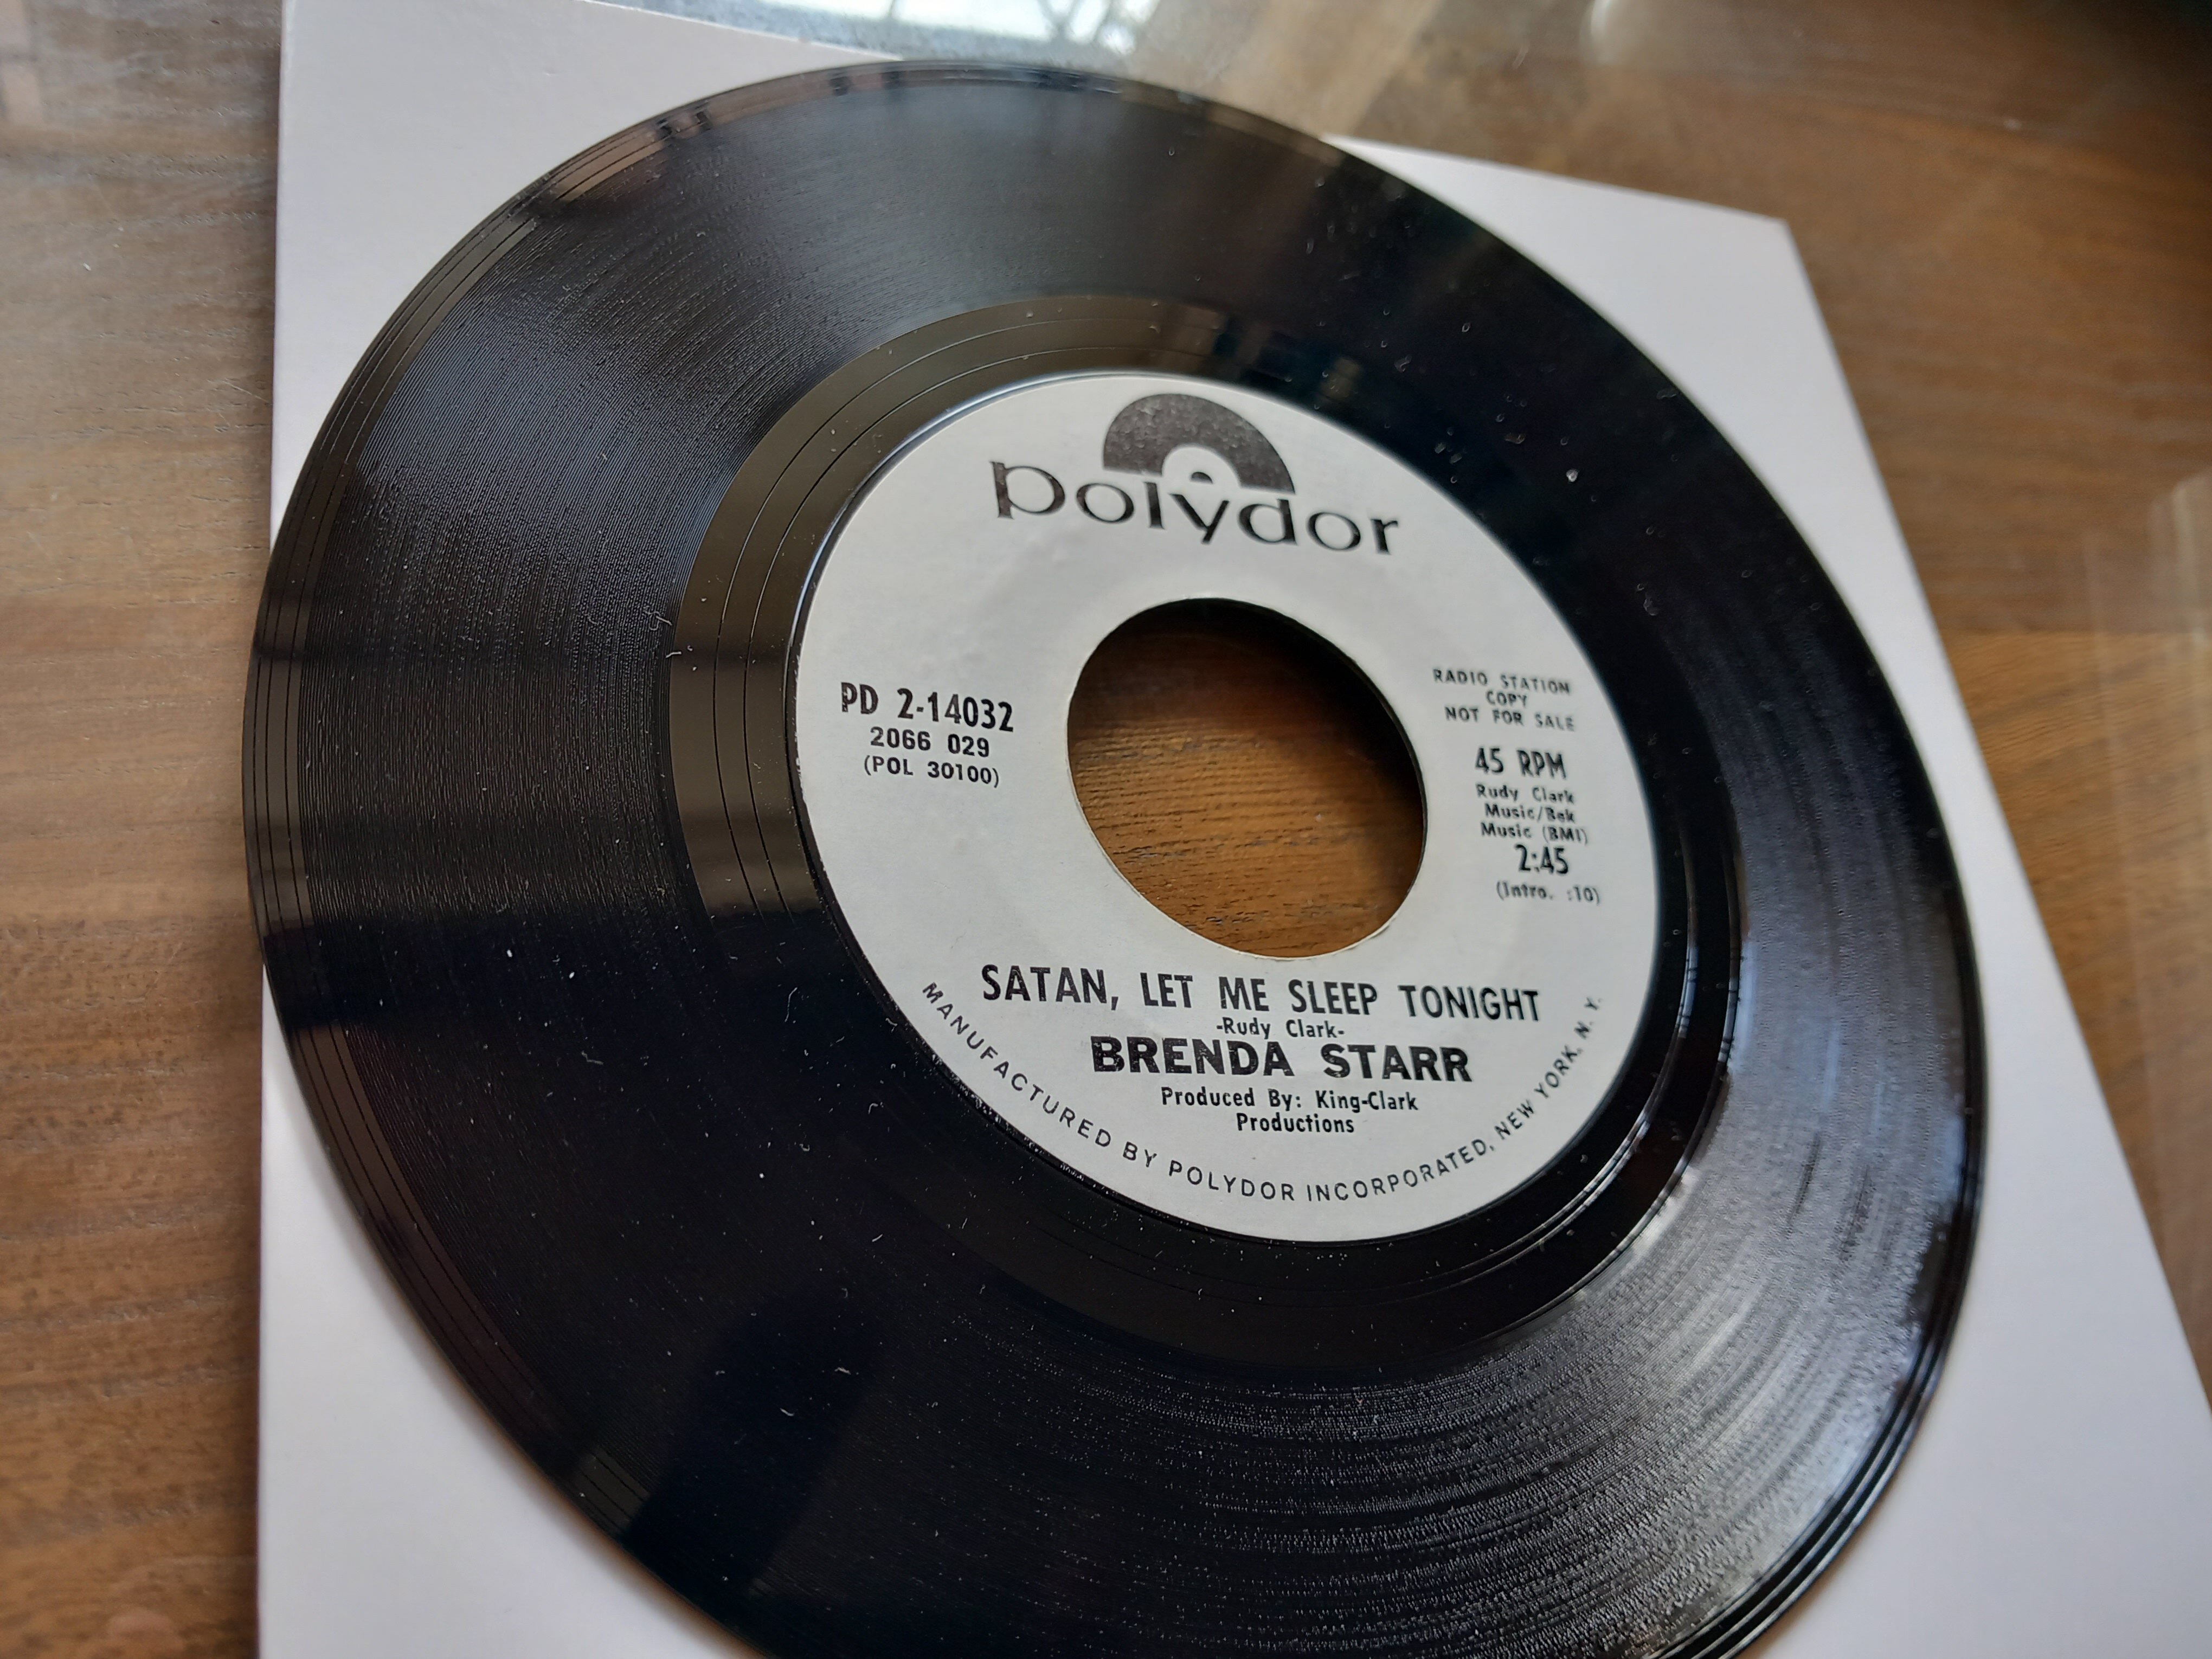 polydor
PD 2-14032
2066 029
(POL 30100)
RADIO STATION
COPY
NOT FOR SALE
45 RPM
Rudy Clark
Music/Bek
Music (BMI)
2:45
(Intro. :10)
SATAN, LET ME SLEEP TONIGHT
-Rudy Clark-
BRENDA STARR
Produced By: King-Clark
Productions
MANUFACTURED BY POLYDOR INCORPORATED, NEW YORK, N.Y.